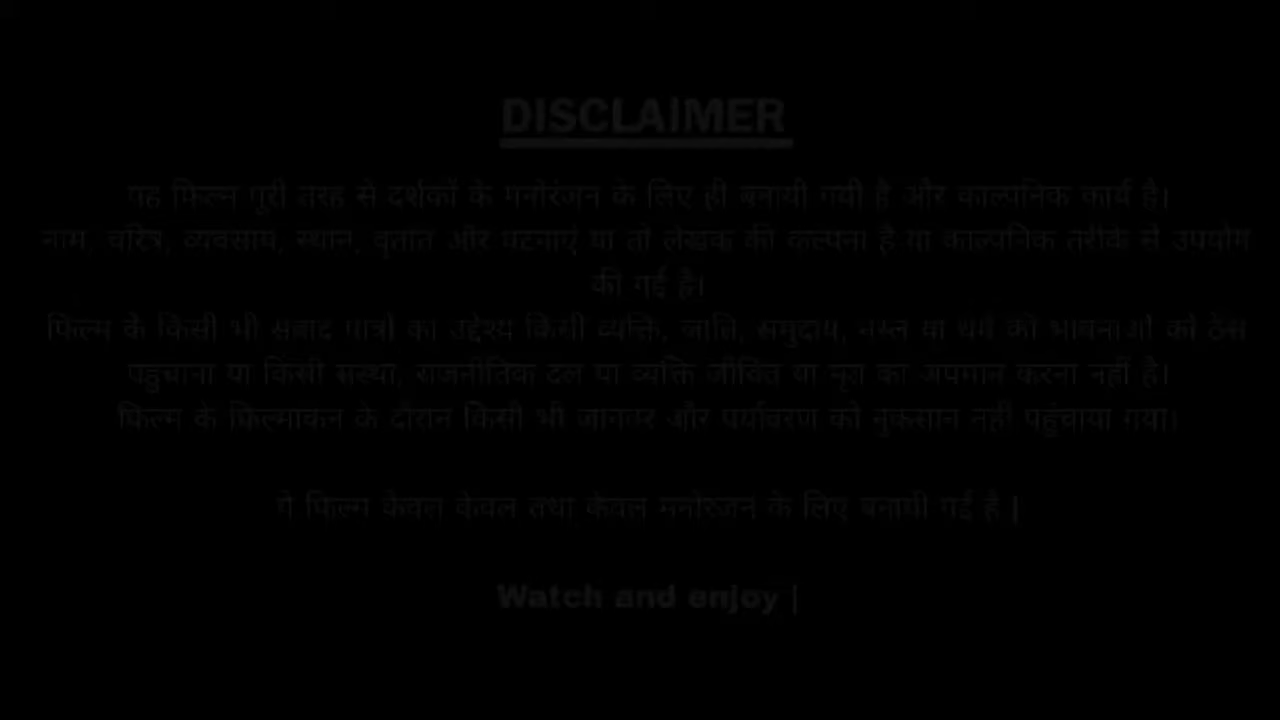 DISCLAIMER
यह फिल्म पूरी तरह से दर्शकों के मनोरंजन के लिए ही बनायी गयी है और काल्पनिक कार्य है।
नाम, चरित्र, व्यवसाय, स्थान, वृतांत और घटनाएं या तो लेखक की कल्पना है या काल्पनिक तरीके से उपयोग
की गई है।
फिल्म के किसी भी संवाद पात्रों का उद्देश्य किसी व्यक्ति, जाति, समुदाय, नस्ल या धर्म की भावनाओं को ठेस
पहुंचाना या किसी संस्था, राजनीतिक दल या व्यक्ति जीवित या मृत का अपमान करना नहीं है।
फिल्म के फिल्मांकन के दौरान किसी भी जानवर और पर्यावरण को नुकसान नहीं पहुंचाया गया।
ये फिल्म केवल केवल तथा केवल मनोरंजन के लिए बनायी गई है |
Watch and enjoy |